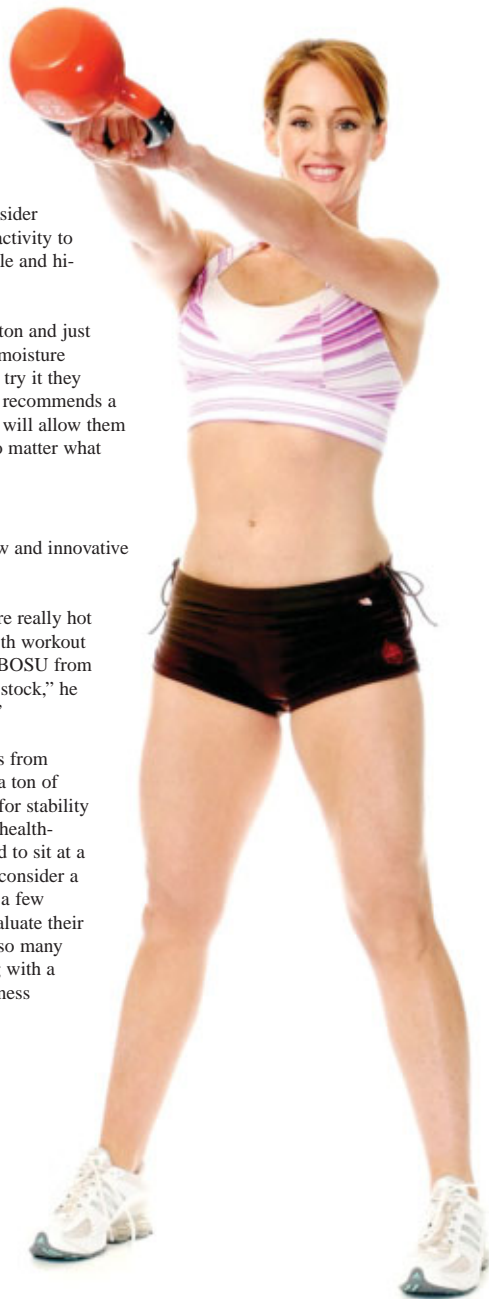 sider
activity to
le and hi-
ton and just
moisture
try it they
recommends a
will allow them
matter what
w and innovative
re really hot
th workout
BOSU from
stock,” he
”
s from
a ton of
for stability
health-
d to sit at a
consider a
a few
aluate their
so many
with a
ness